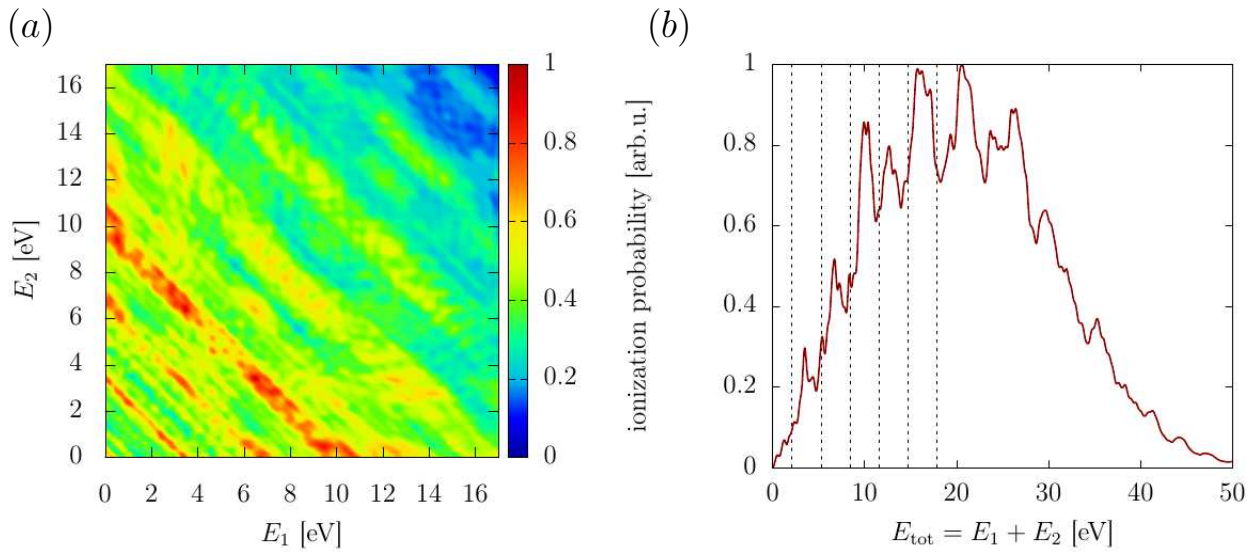 (a)
(b)
16
14
12
10
8
6
4
2
0
E₂ [eV]
0 2 4 6 8 10 12 14 16
E₁ [eV]
1
0.8
0.6
0.4
0.2
0
ionization probability [arb.u.]
1
0.8
0.6
0.4
0.2
0
0 10 20 30 40 50
E_tot = E₁ + E₂ [eV]